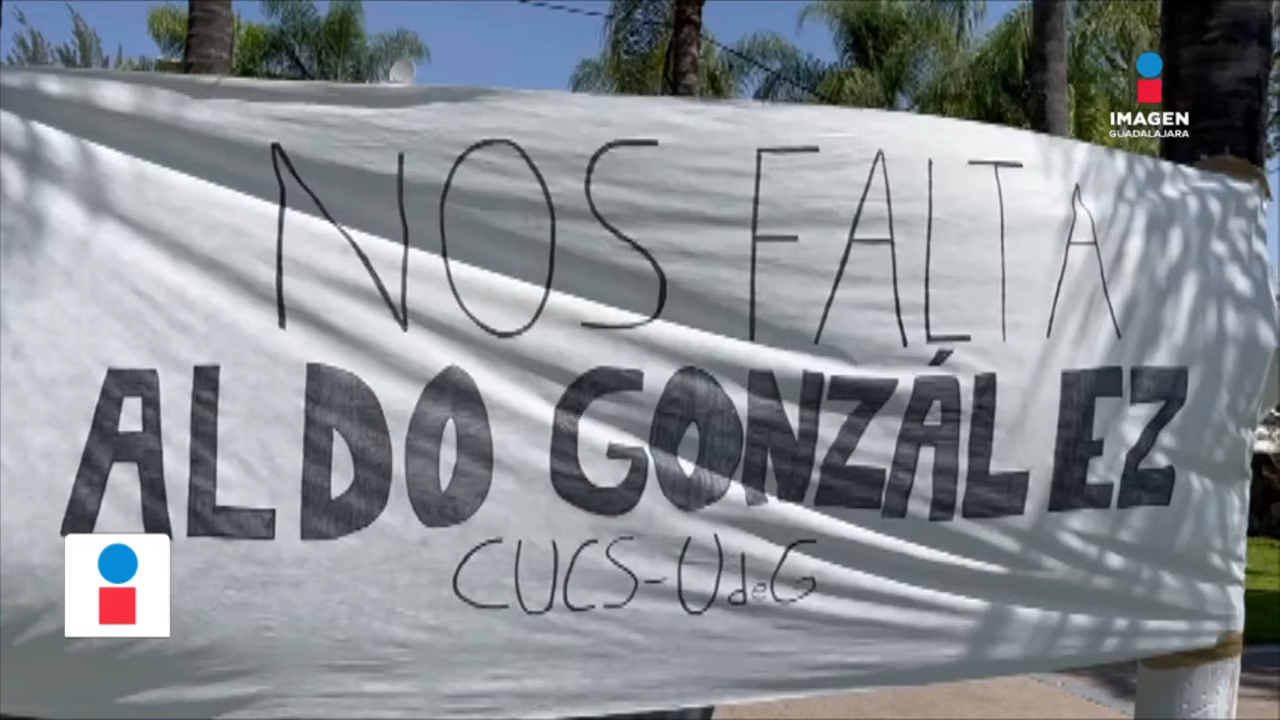 IMAGEN
GUADALAJARA
NOS FALTA
ALDO GONZÁLEZ
CUCS-UdeG